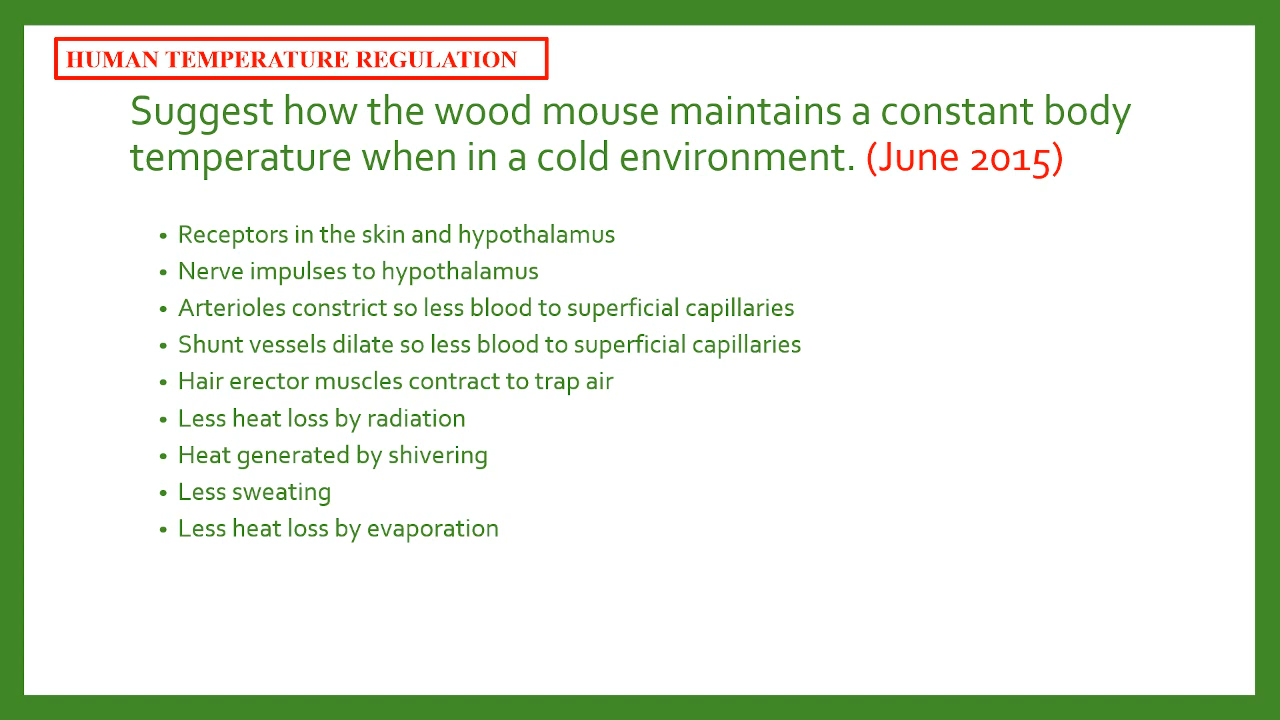 HUMAN TEMPERATURE REGULATION
Suggest how the wood mouse maintains a constant body
temperature when in a cold environment. (June 2015)
• Receptors in the skin and hypothalamus
• Nerve impulses to hypothalamus
• Arterioles constrict so less blood to superficial capillaries
• Shunt vessels dilate so less blood to superficial capillaries
• Hair erector muscles contract to trap air
• Less heat loss by radiation
• Heat generated by shivering
• Less sweating
• Less heat loss by evaporation